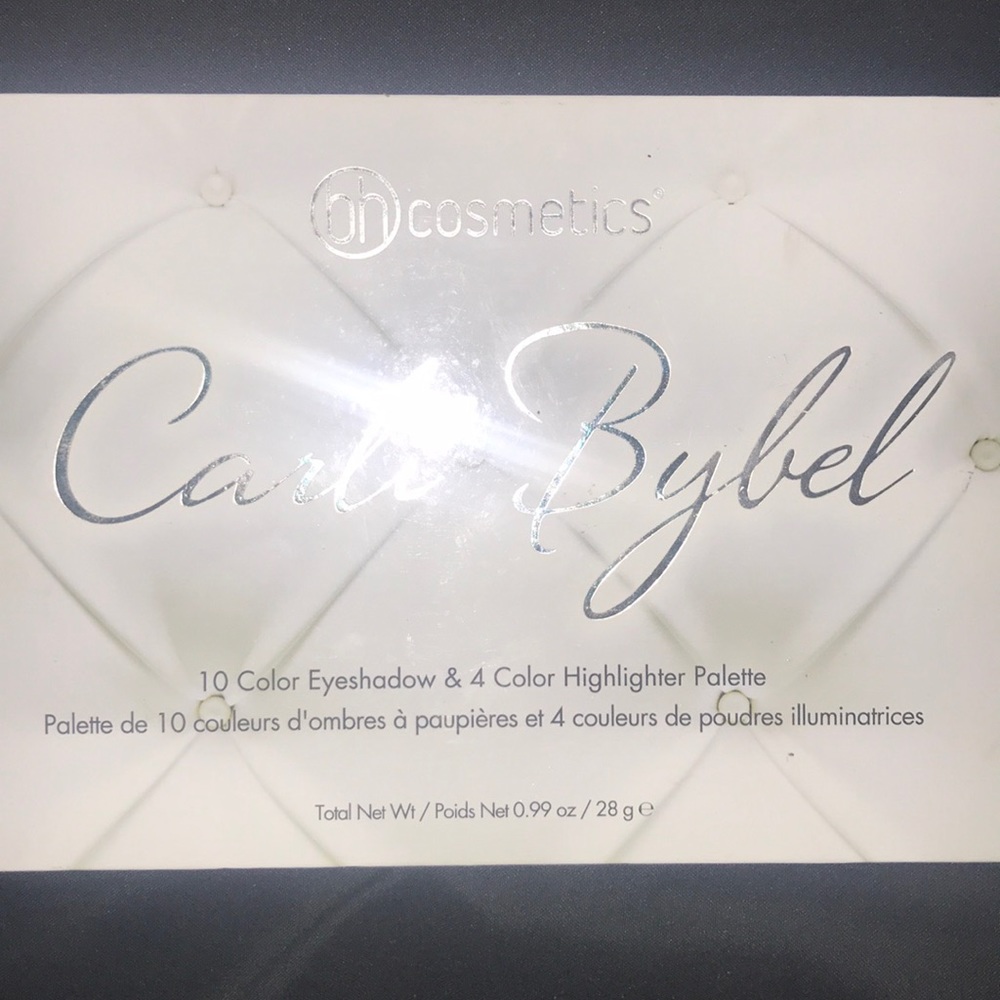 bh cosmetics®
Carli Bybel
10 Color Eyeshadow & 4 Color Highlighter Palette
Palette de 10 couleurs d'ombres à paupières et 4 couleurs de poudres illuminatrices
Total Net Wt / Poids Net 0.99 oz / 28 g ℮